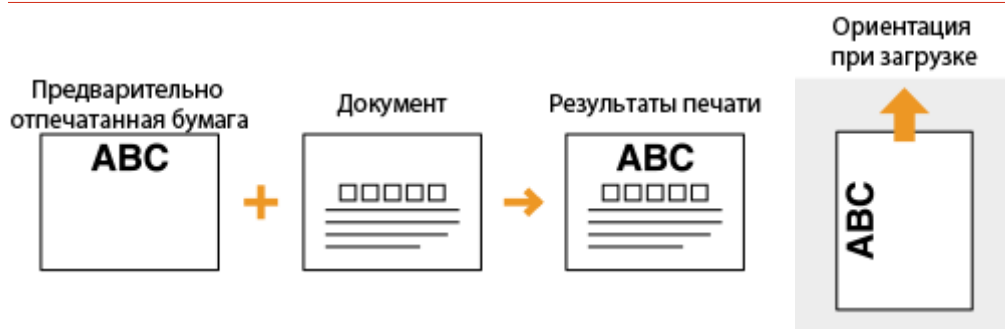 Ориентация
при загрузке
Предварительно
отпечатанная бумага
Документ
Результаты печати
ABC
ABC
ABC